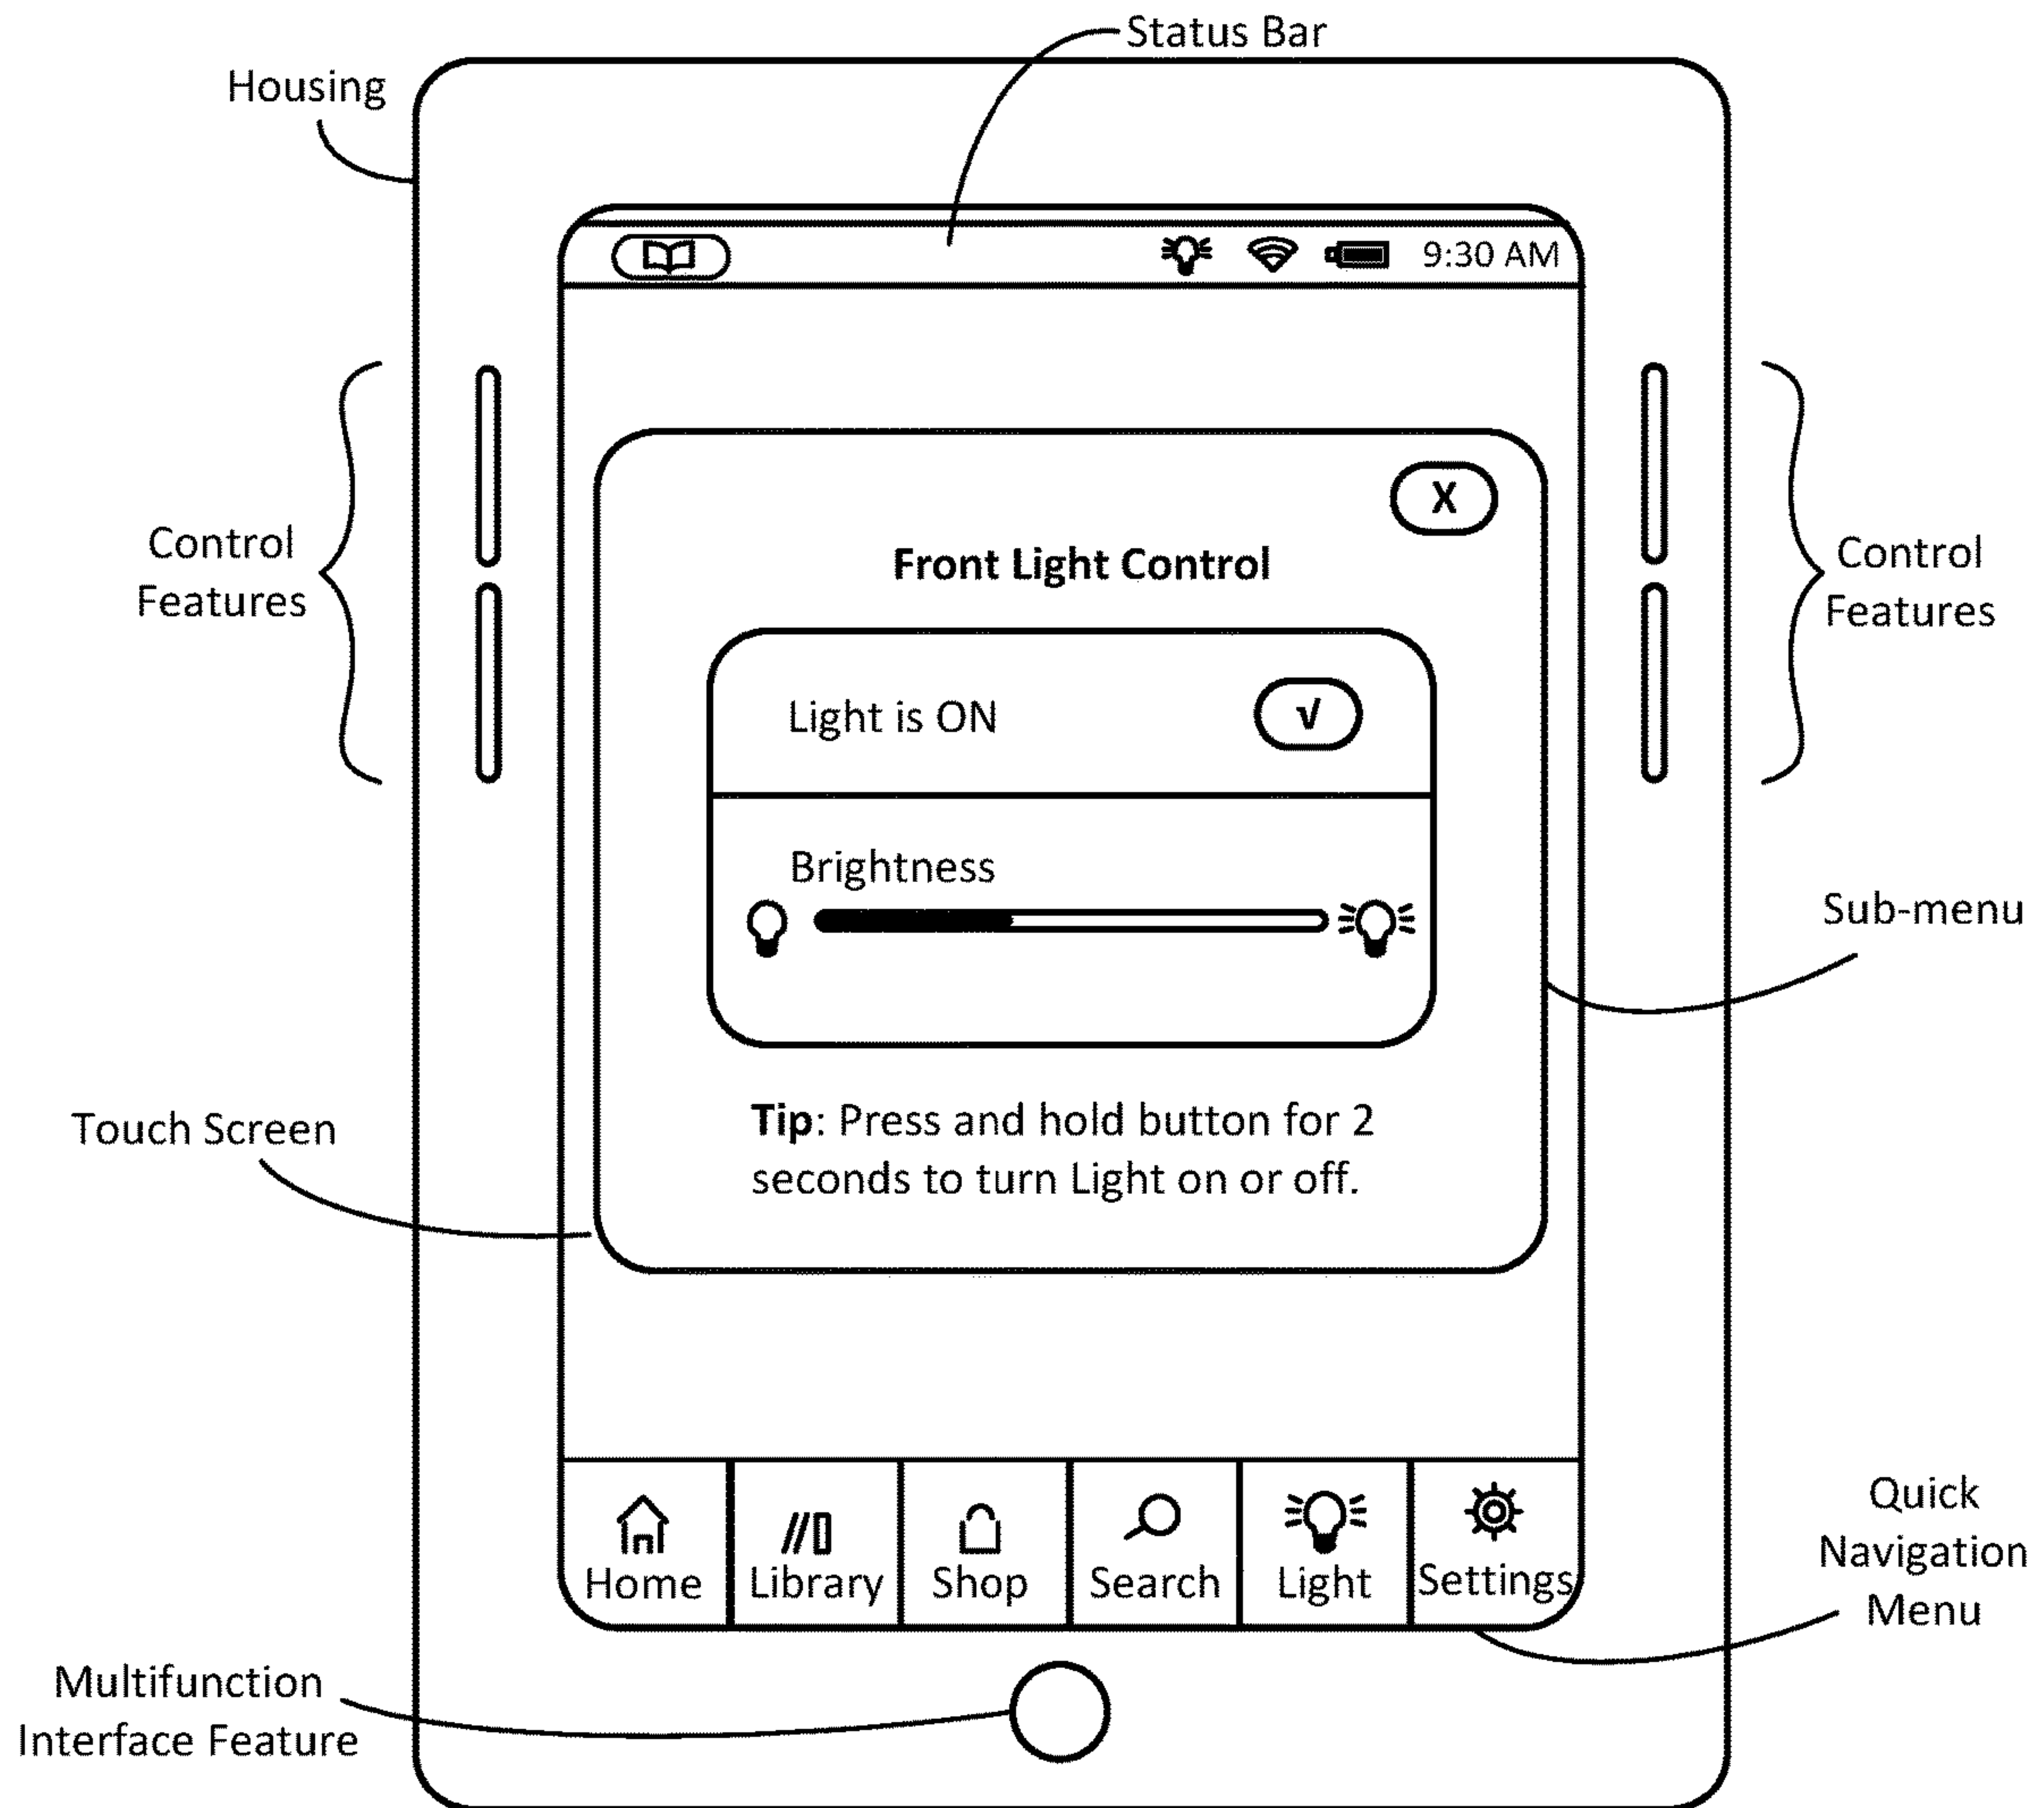 Status Bar
Housing
9:30 AM
X
Control
Features
Front Light Control
Control
Features
Light is ON √
Brightness
Sub-menu
Touch Screen
Tip: Press and hold button for 2
seconds to turn Light on or off.
Quick
Navigation
Menu
Home Library Shop Search Light Settings
Multifunction
Interface Feature